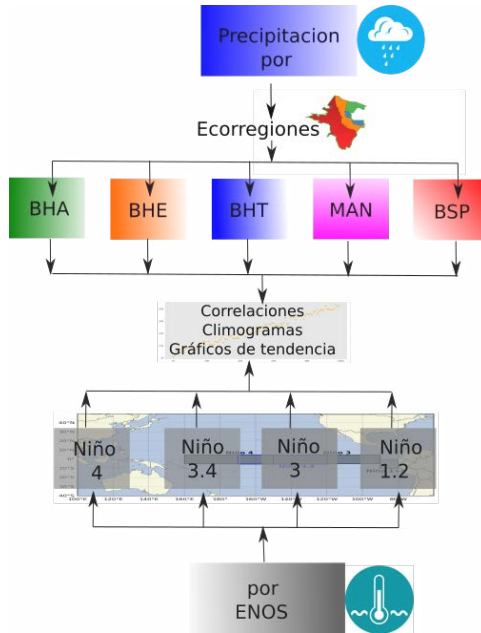 Precipitacion
por
Ecorregiones
BHA
BHE
BHT
MAN
BSP
Correlaciones
Climogramas
Gráficos de tendencia
Niño
4
Niño
3.4
Niño
3
Niño
1.2
por
ENOS